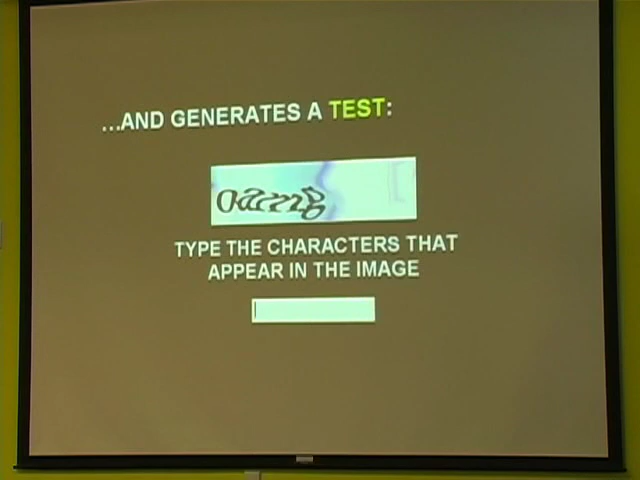 ...AND GENERATES A TEST:
TYPE THE CHARACTERS THAT
APPEAR IN THE IMAGE